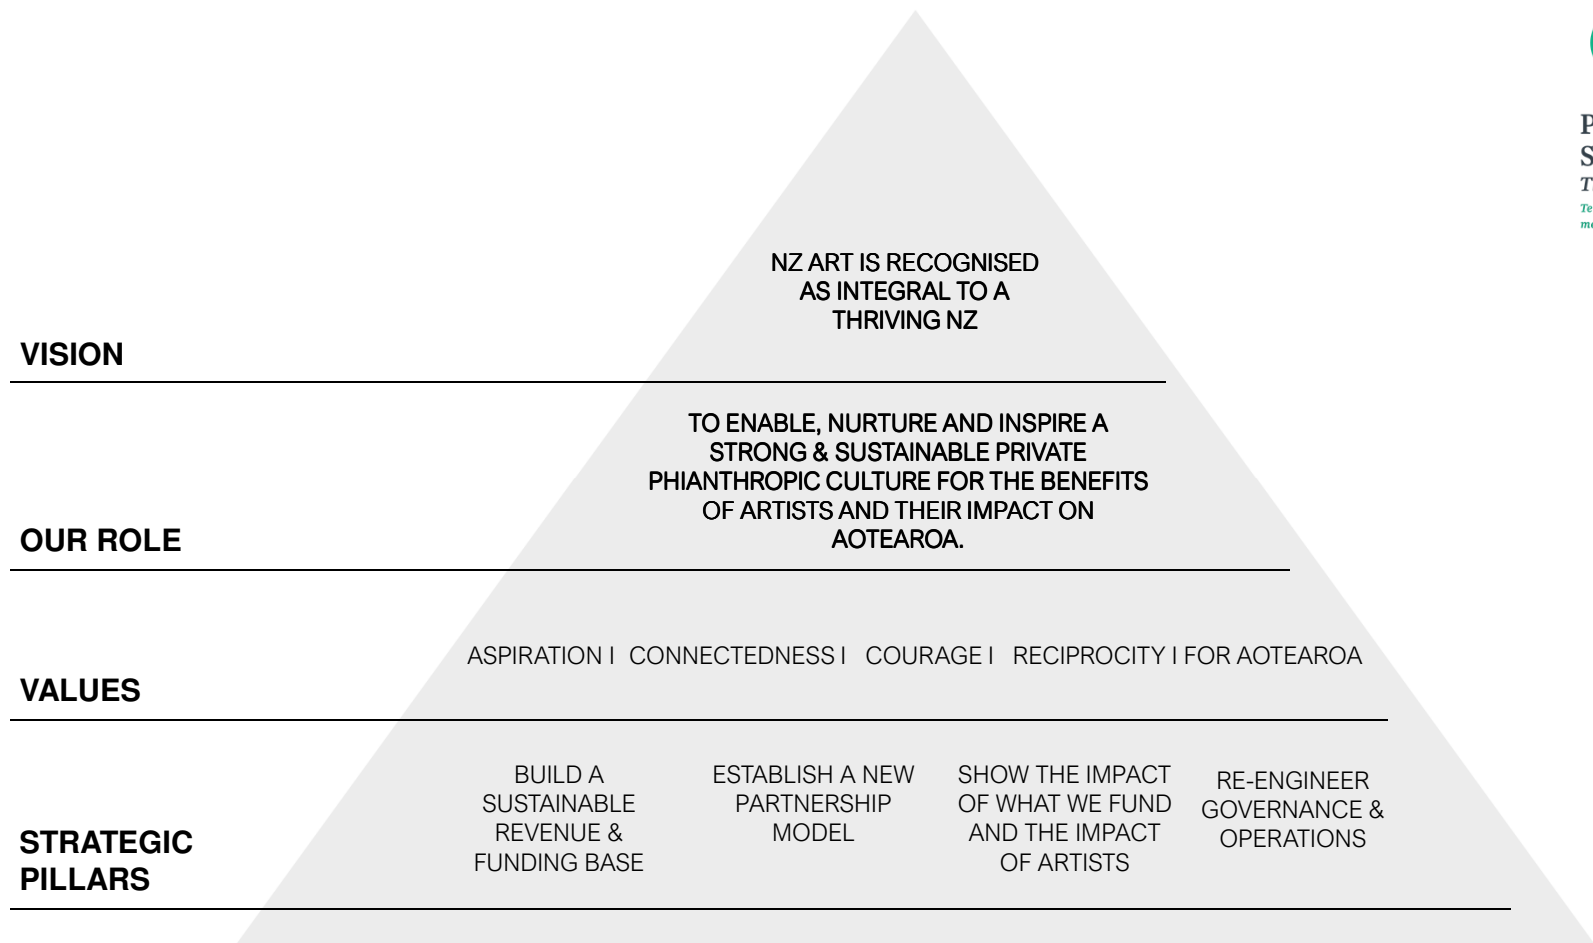 NZ ART IS RECOGNISED
AS INTEGRAL TO A
THRIVING NZ
VISION
TO ENABLE, NURTURE AND INSPIRE A
STRONG & SUSTAINABLE PRIVATE
PHIANTHROPIC CULTURE FOR THE BENEFITS
OF ARTISTS AND THEIR IMPACT ON
AOTEAROA.
OUR ROLE
ASPIRATION I CONNECTEDNESS I COURAGE I RECIPROCITY I FOR AOTEAROA
VALUES
BUILD A
SUSTAINABLE
REVENUE &
FUNDING BASE
ESTABLISH A NEW
PARTNERSHIP
MODEL
SHOW THE IMPACT
OF WHAT WE FUND
AND THE IMPACT
OF ARTISTS
RE-ENGINEER
GOVERNANCE &
OPERATIONS
STRATEGIC
PILLARS